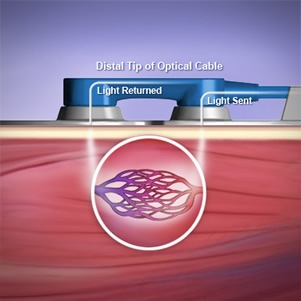 Distal Tip of Optical Cable
Light Returned
Light Sent